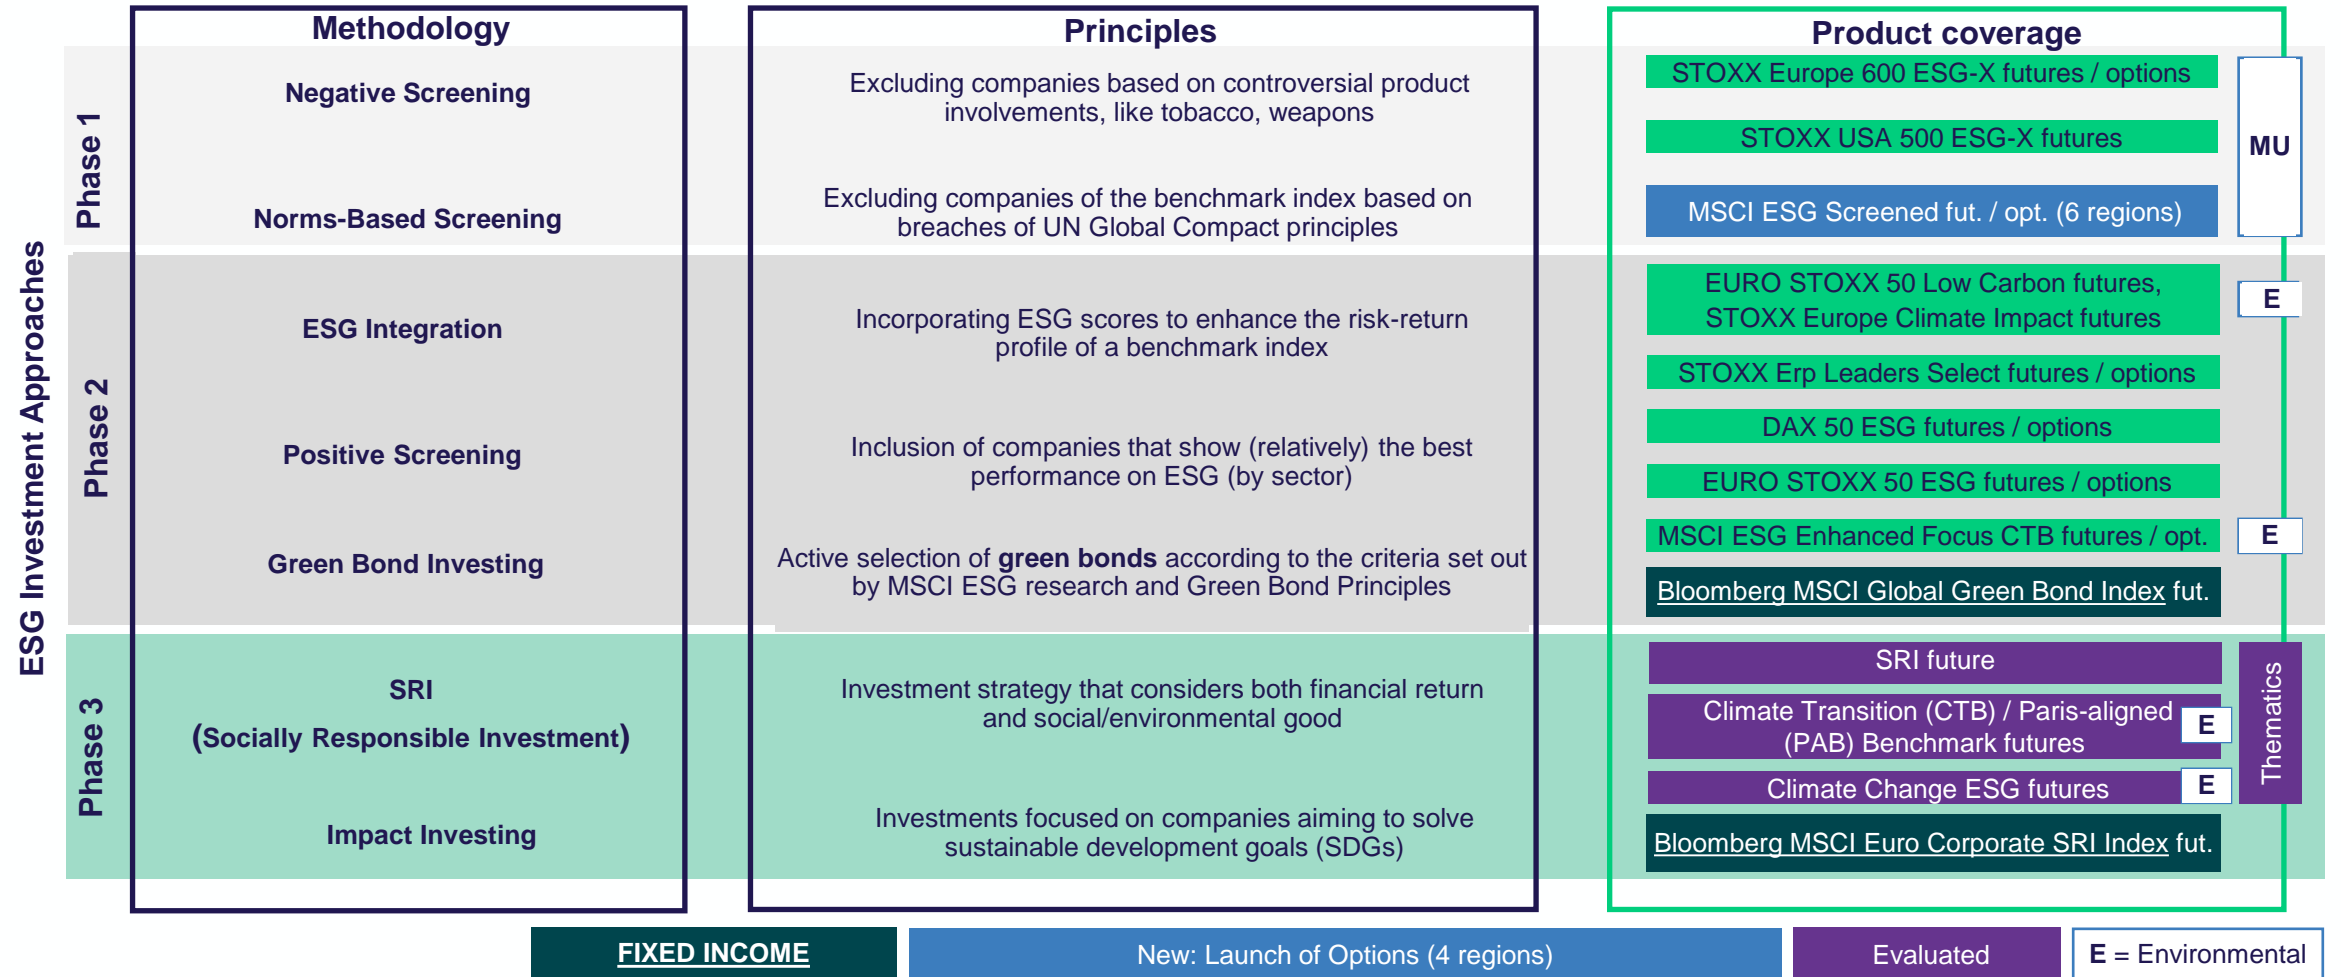 Methodology
Principles
Product coverage
ESG Investment Approaches
Phase 1
Negative Screening
Excluding companies based on controversial product
involvements, like tobacco, weapons
STOXX Europe 600 ESG-X futures / options
STOXX USA 500 ESG-X futures
MU
Norms-Based Screening
Excluding companies of the benchmark index based on
breaches of UN Global Compact principles
MSCI ESG Screened fut. / opt. (6 regions)
Phase 2
ESG Integration
Incorporating ESG scores to enhance the risk-return
profile of a benchmark index
EURO STOXX 50 Low Carbon futures,
STOXX Europe Climate Impact futures
E
STOXX Erp Leaders Select futures / options
Positive Screening
Inclusion of companies that show (relatively) the best
performance on ESG (by sector)
DAX 50 ESG futures / options
EURO STOXX 50 ESG futures / options
Green Bond Investing
Active selection of green bonds according to the criteria set out
by MSCI ESG research and Green Bond Principles
MSCI ESG Enhanced Focus CTB futures / opt.
E
Bloomberg MSCI Global Green Bond Index fut.
Phase 3
SRI
(Socially Responsible Investment)
Investment strategy that considers both financial return
and social/environmental good
SRI future
Climate Transition (CTB) / Paris-aligned
(PAB) Benchmark futures
E
Thematics
Climate Change ESG futures
E
Impact Investing
Investments focused on companies aiming to solve
sustainable development goals (SDGs)
Bloomberg MSCI Euro Corporate SRI Index fut.
FIXED INCOME
New: Launch of Options (4 regions)
Evaluated
E = Environmental